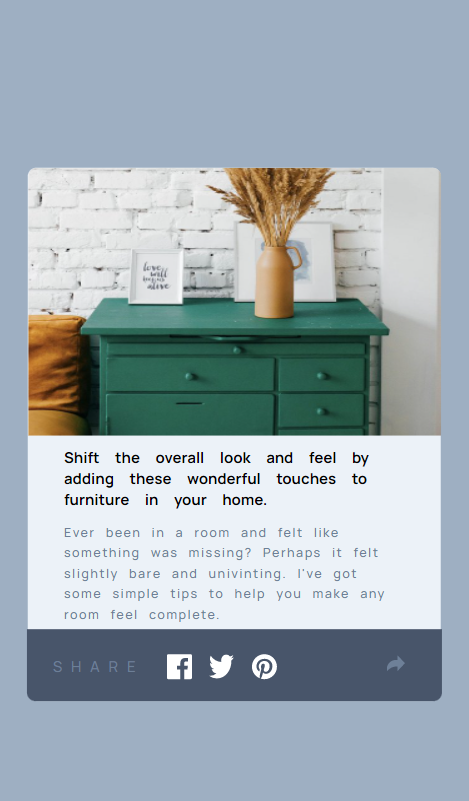 love
will
keep us
alive
Shift the overall look and feel by
adding these wonderful touches to
furniture in your home.
Ever been in a room and felt like
something was missing? Perhaps it felt
slightly bare and univinting. I've got
some simple tips to help you make any
room feel complete.
SHARE